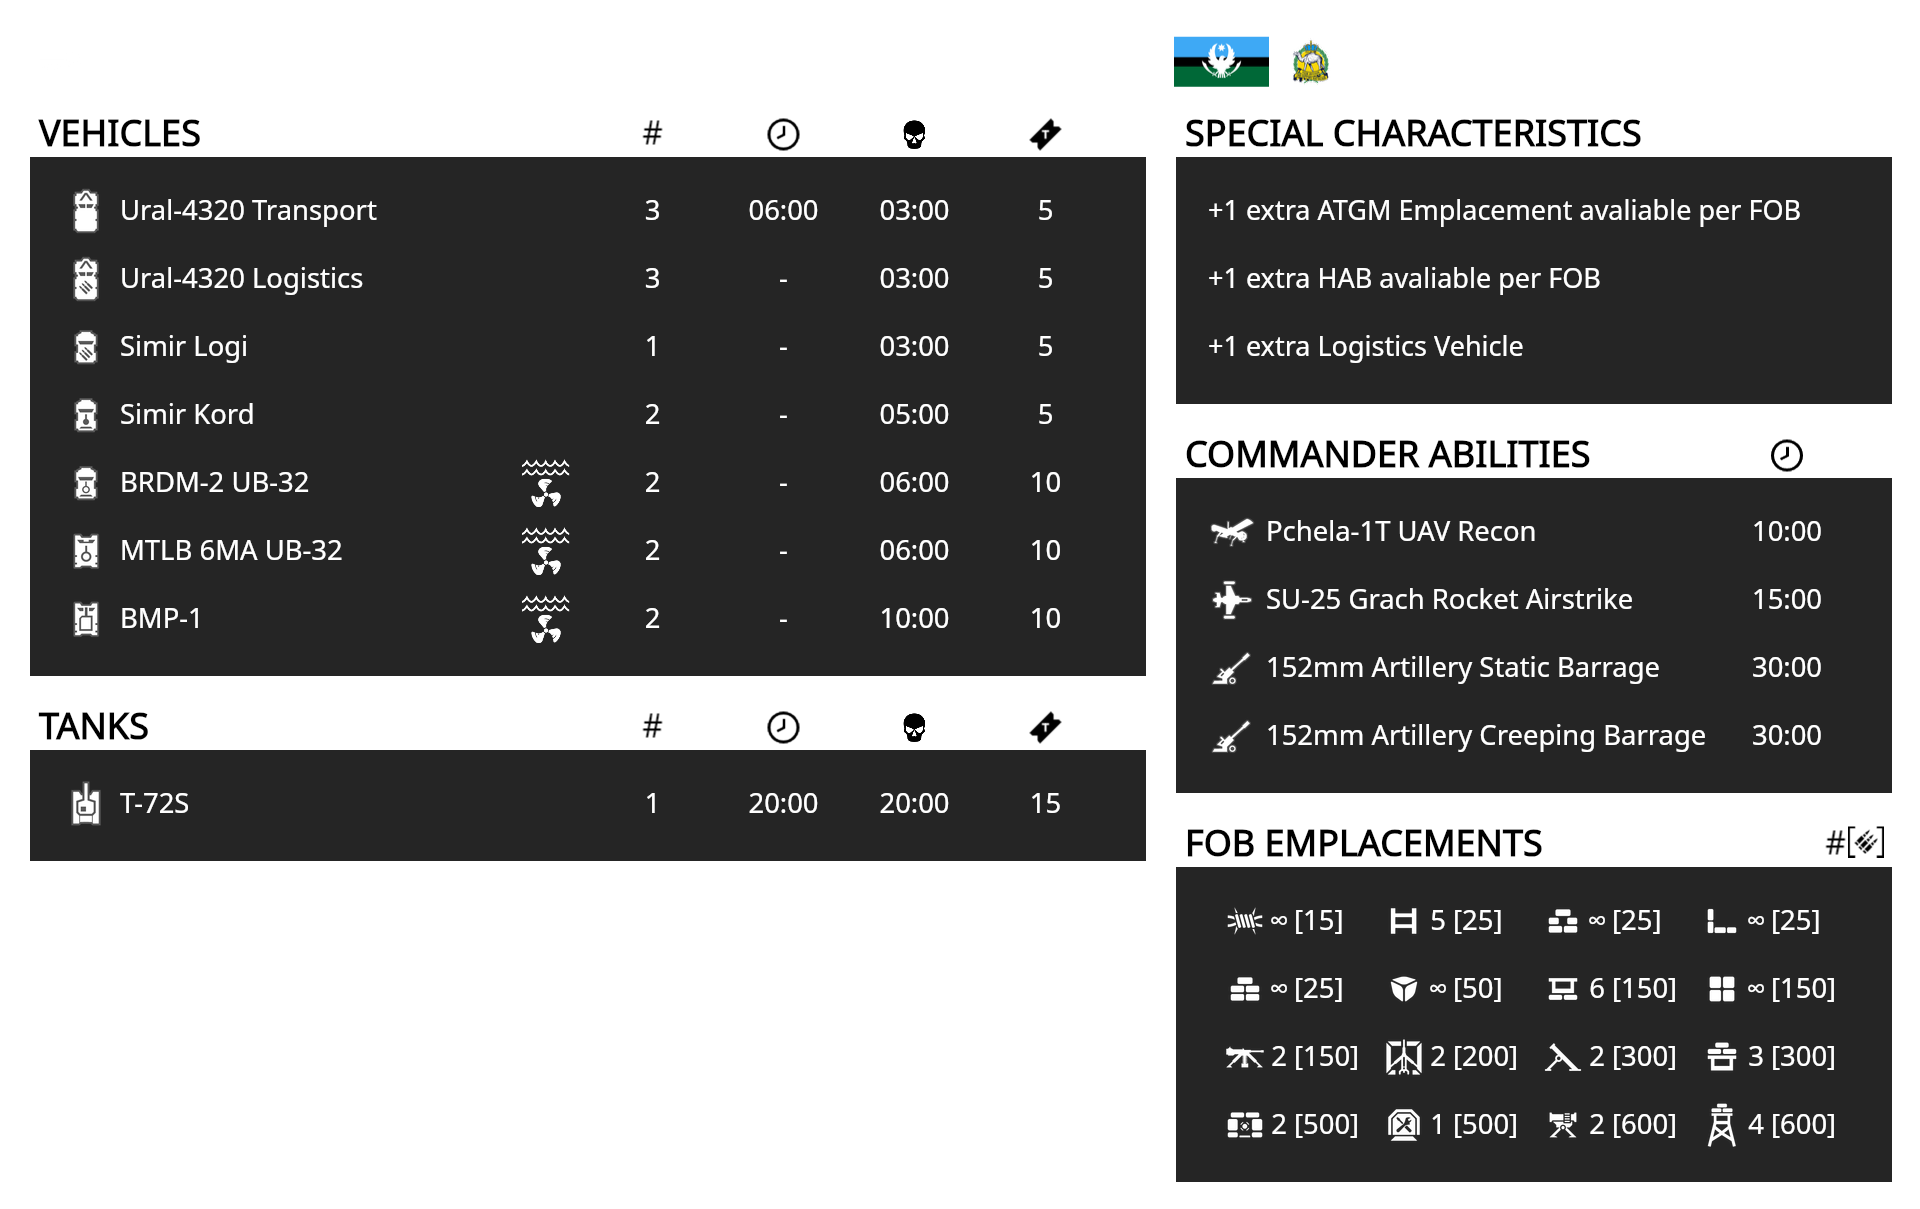 VEHICLES #
Ural-4320 Transport 3 06:00 03:00 5
Ural-4320 Logistics 3 - 03:00 5
Simir Logi 1 - 03:00 5
Simir Kord 2 - 05:00 5
BRDM-2 UB-32 2 - 06:00 10
MTLB 6MA UB-32 2 - 06:00 10
BMP-1 2 - 10:00 10
TANKS #
T-72S 1 20:00 20:00 15
SPECIAL CHARACTERISTICS
+1 extra ATGM Emplacement avaliable per FOB
+1 extra HAB avaliable per FOB
+1 extra Logistics Vehicle
COMMANDER ABILITIES
Pchela-1T UAV Recon 10:00
SU-25 Grach Rocket Airstrike 15:00
152mm Artillery Static Barrage 30:00
152mm Artillery Creeping Barrage 30:00
FOB EMPLACEMENTS #[]
∞ [15] 5 [25] ∞ [25] ∞ [25]
∞ [25] ∞ [50] 6 [150] ∞ [150]
2 [150] 2 [200] 2 [300] 3 [300]
2 [500] 1 [500] 2 [600] 4 [600]